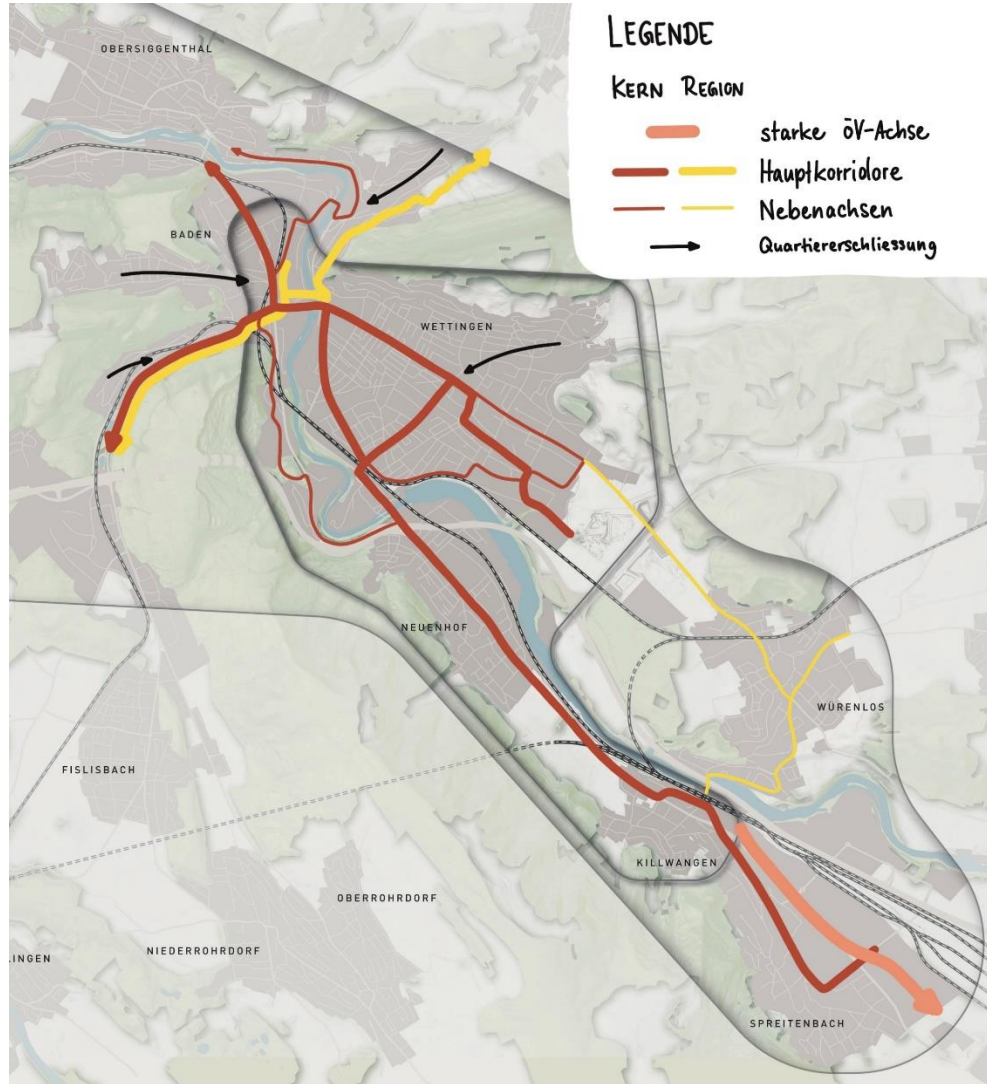 OBERSIGGENTHAL
LEGENDE
KERN REGION
starke öV-Achse
Hauptkorridore
Nebenachsen
Quartiererschliessung
BADEN
WETTINGEN
NEUENHOF
WÜRENLOS
FISLISBACH
KILLWANGEN
OBERROHRDORF
NIEDERROHRDORF
LINGEN
SPREITENBACH